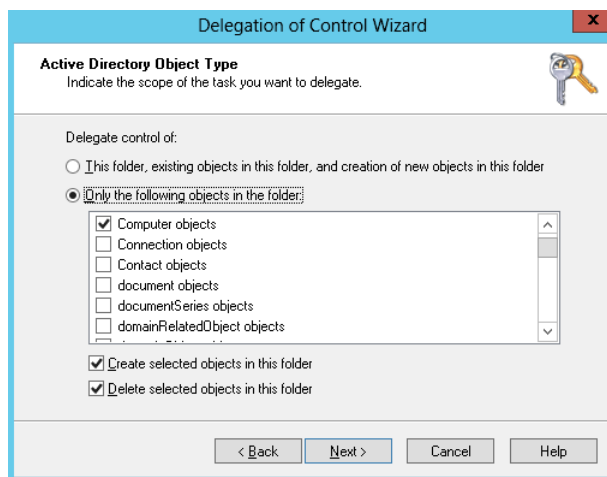 Delegation of Control Wizard
x
Active Directory Object Type
Indicate the scope of the task you want to delegate.
Delegate control of:
This folder, existing objects in this folder, and creation of new objects in this folder
Only the following objects in the folder:
Computer objects
Connection objects
Contact objects
document objects
documentSeries objects
domainRelatedObject objects
Create selected objects in this folder
Delete selected objects in this folder
< Back Next > Cancel Help